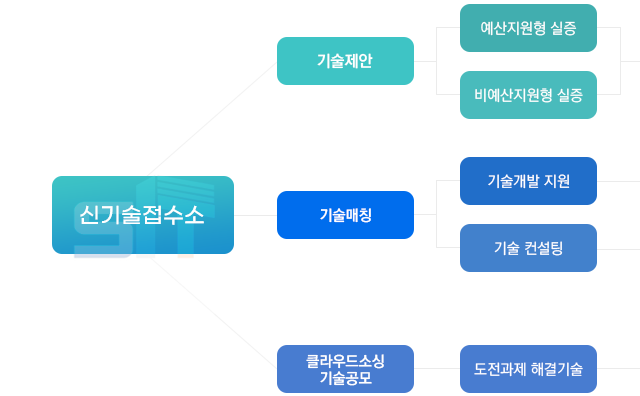 신기술접수소
기술제안
예산지원형 실증
비예산지원형 실증
기술매칭
기술개발 지원
기술 컨설팅
클라우드소싱
기술공모
도전과제 해결기술